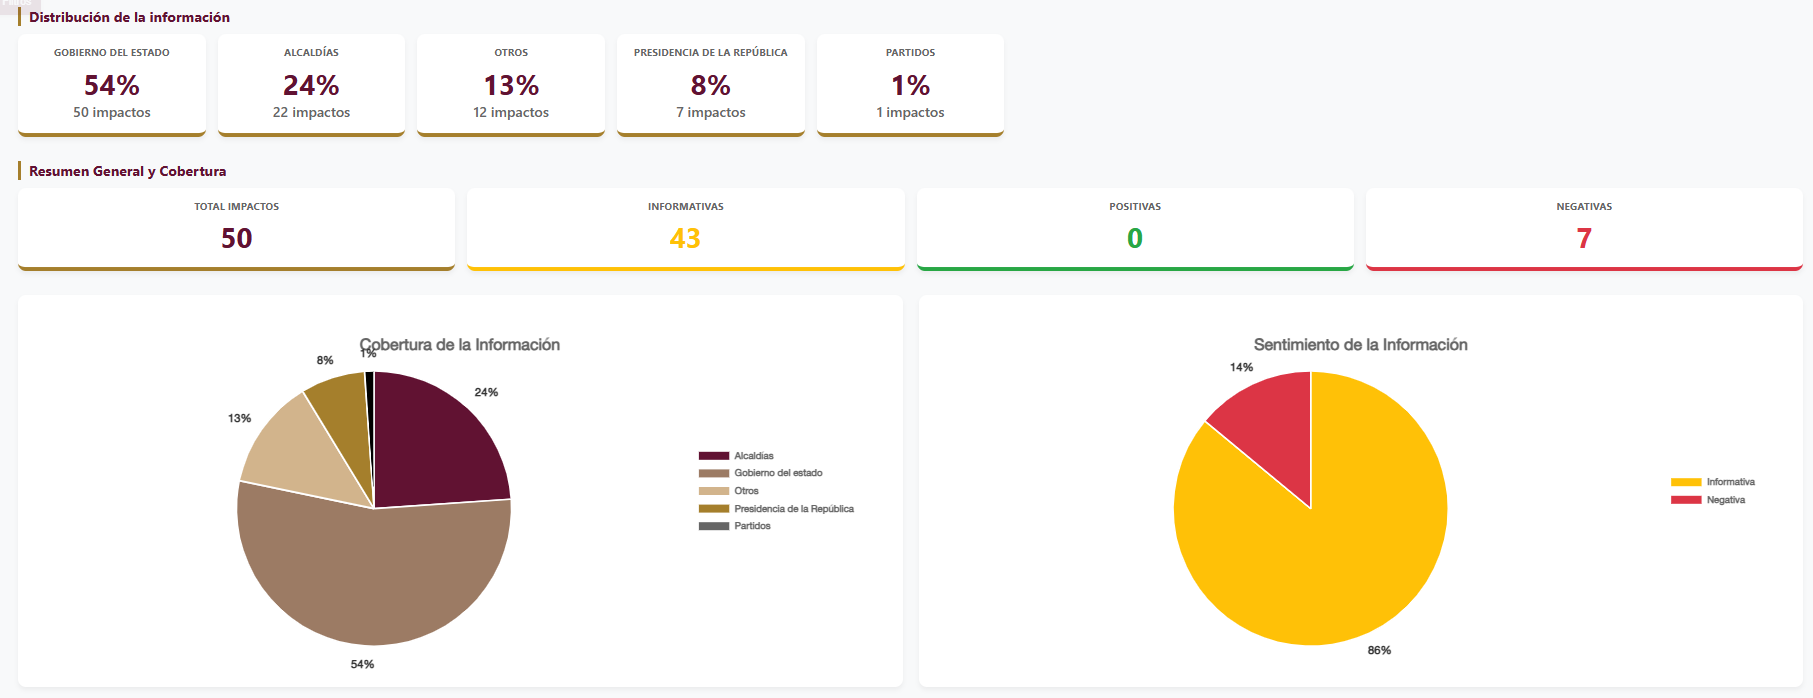 Distribución de la información
GOBIERNO DEL ESTADO
54%
50 impactos
ALCALDÍAS
24%
22 impactos
OTROS
13%
12 impactos
PRESIDENCIA DE LA REPÚBLICA
8%
7 impactos
PARTIDOS
1%
1 impactos
Resumen General y Cobertura
TOTAL IMPACTOS
50
INFORMATIVAS
43
POSITIVAS
0
NEGATIVAS
7
Cobertura de la Información
1%
8%
24%
13%
54%
Alcaldías
Gobierno del estado
Otros
Presidencia de la República
Partidos
Sentimiento de la Información
14%
86%
Informativa
Negativa